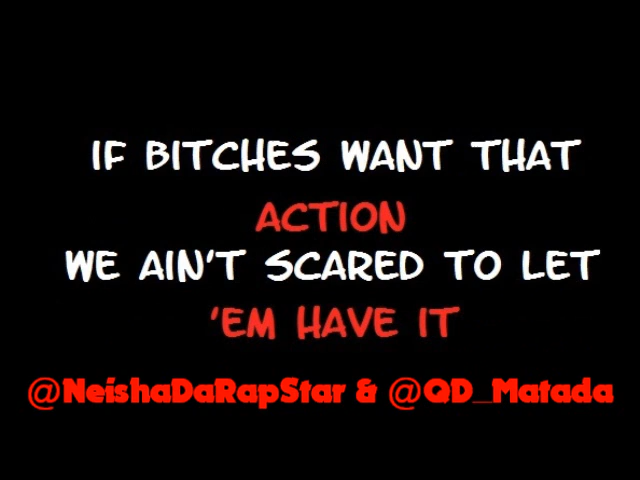 IF BITCHES WANT THAT
ACTION
WE AIN'T SCARED TO LET
'EM HAVE IT
@NeishaDaRapStar & @QD_Matada